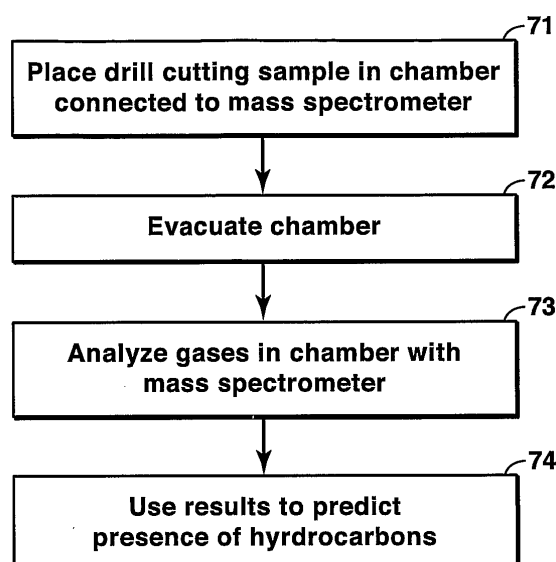 71
Place drill cutting sample in chamber
connected to mass spectrometer
72
Evacuate chamber
73
Analyze gases in chamber with
mass spectrometer
74
Use results to predict
presence of hyrdrocarbons